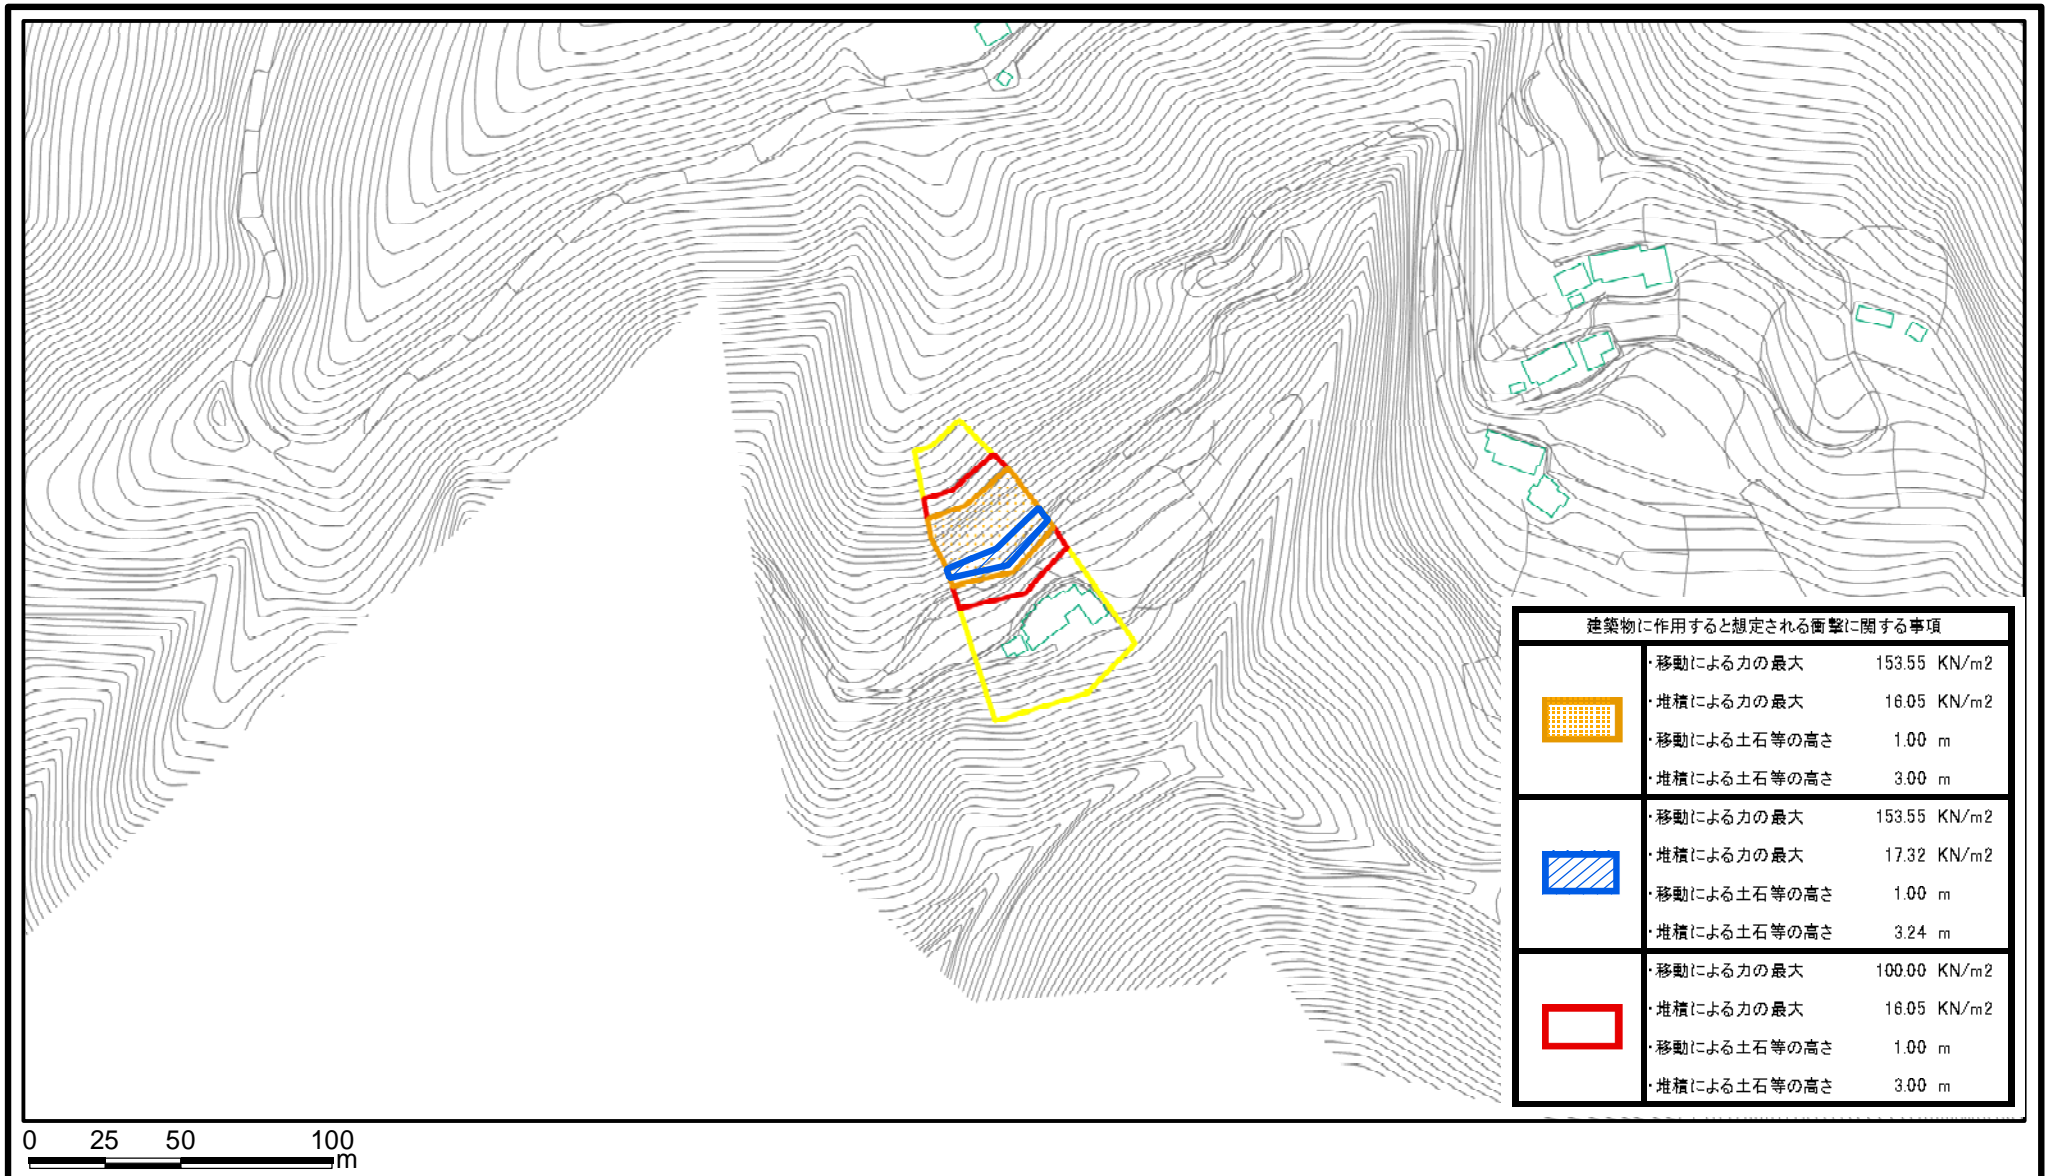 建築物に作用すると想定される衝撃に関する事項
・移動による力の最大 153.55 KN/m2
・堆積による力の最大 16.05 KN/m2
・移動による土石等の高さ 1.00 m
・堆積による土石等の高さ 3.00 m
・移動による力の最大 153.55 KN/m2
・堆積による力の最大 17.32 KN/m2
・移動による土石等の高さ 1.00 m
・堆積による土石等の高さ 3.24 m
・移動による力の最大 100.00 KN/m2
・堆積による力の最大 16.05 KN/m2
・移動による土石等の高さ 1.00 m
・堆積による土石等の高さ 3.00 m
0 25 50 100
m